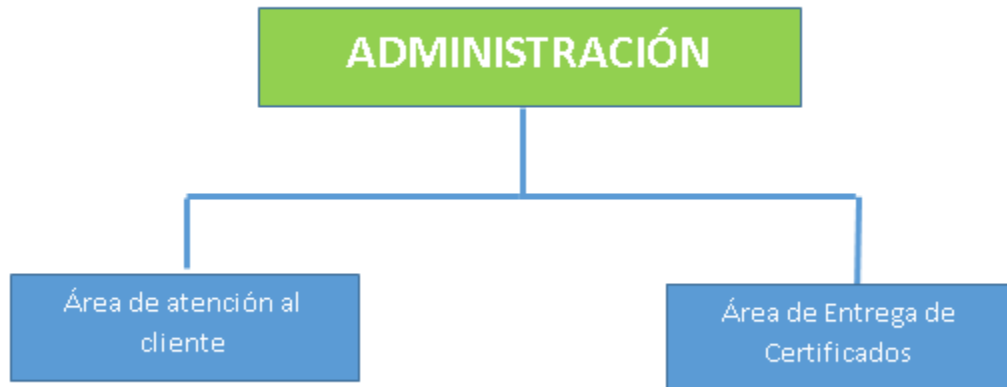 ADMINISTRACIÓN
Área de atención al
cliente
Área de Entrega de
Certificados